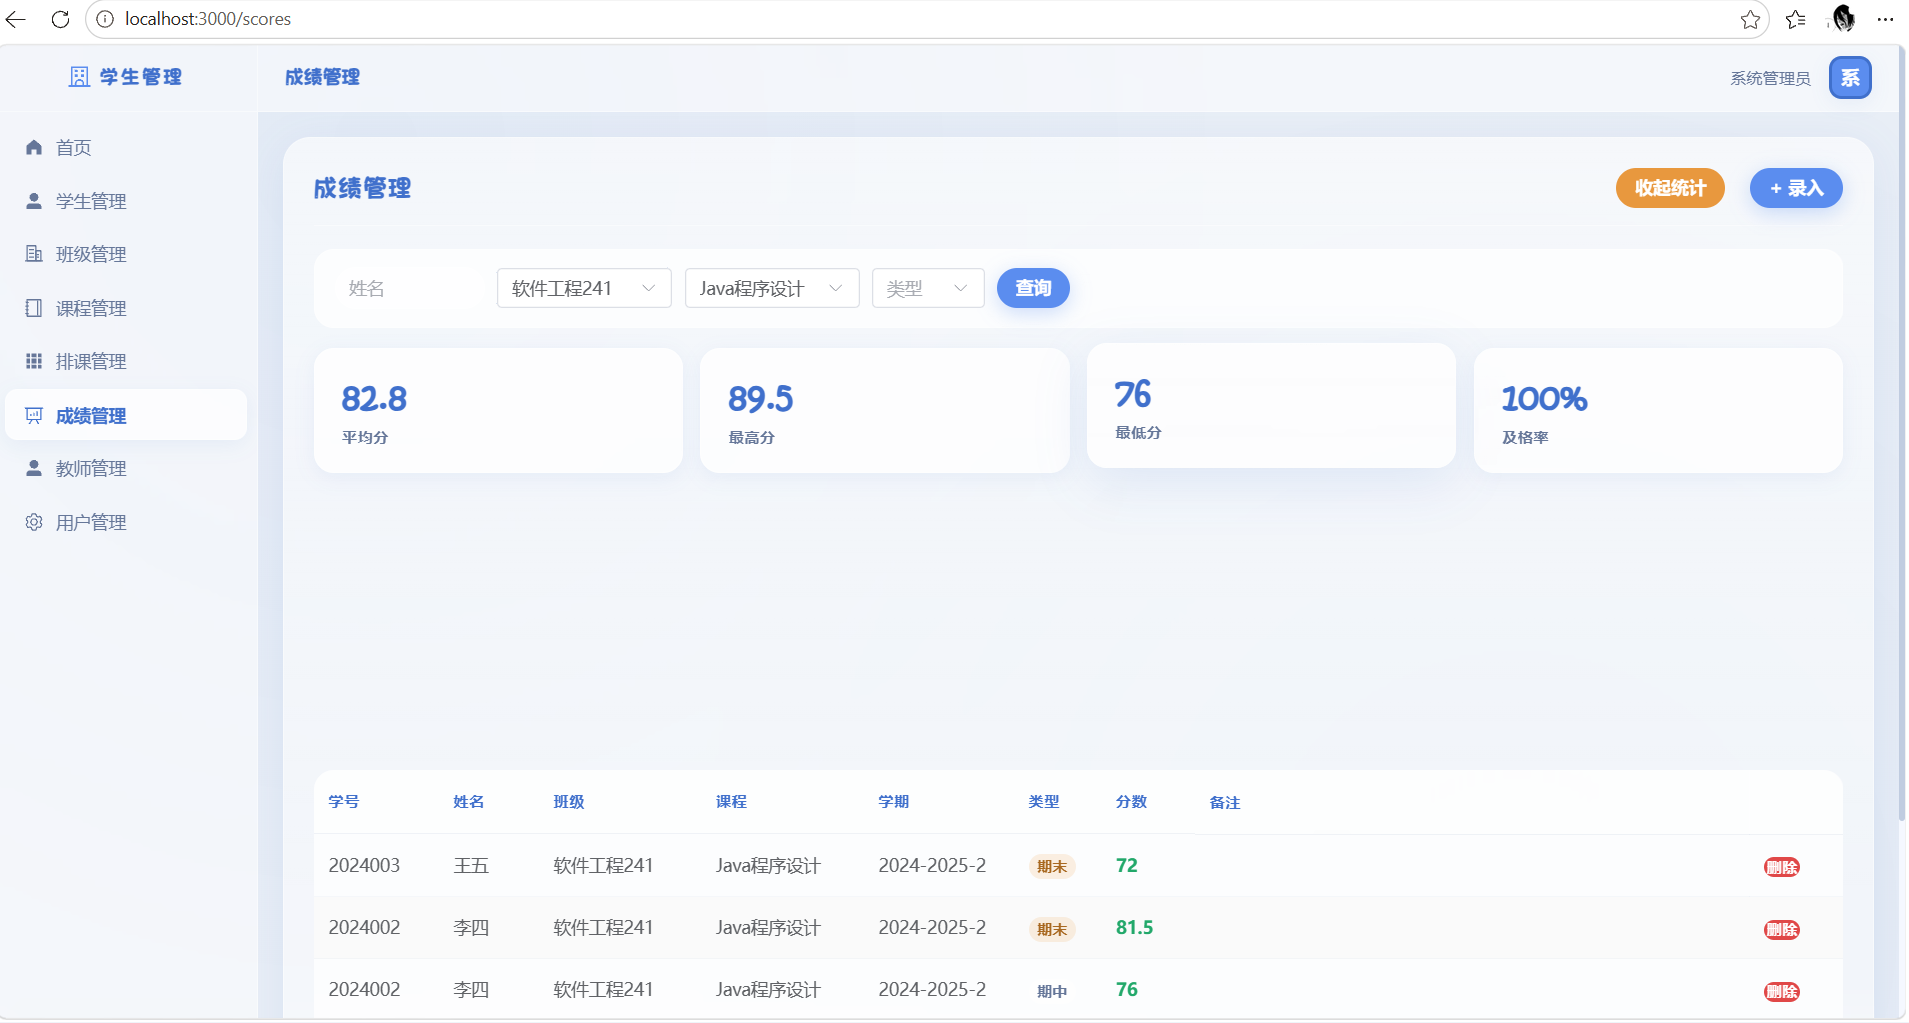 localhost:3000/scores
学生管理
成绩管理
系统管理员
系
首页
学生管理
班级管理
课程管理
排课管理
成绩管理
教师管理
用户管理
成绩管理
收起统计
+ 录入
姓名
软件工程241
Java程序设计
类型
查询
82.8
平均分
89.5
最高分
76
最低分
100%
及格率
学号 姓名 班级 课程 学期 类型 分数 备注
2024003 王五 软件工程241 Java程序设计 2024-2025-2 期末 72 删除
2024002 李四 软件工程241 Java程序设计 2024-2025-2 期末 81.5 删除
2024002 李四 软件工程241 Java程序设计 2024-2025-2 期中 76 删除